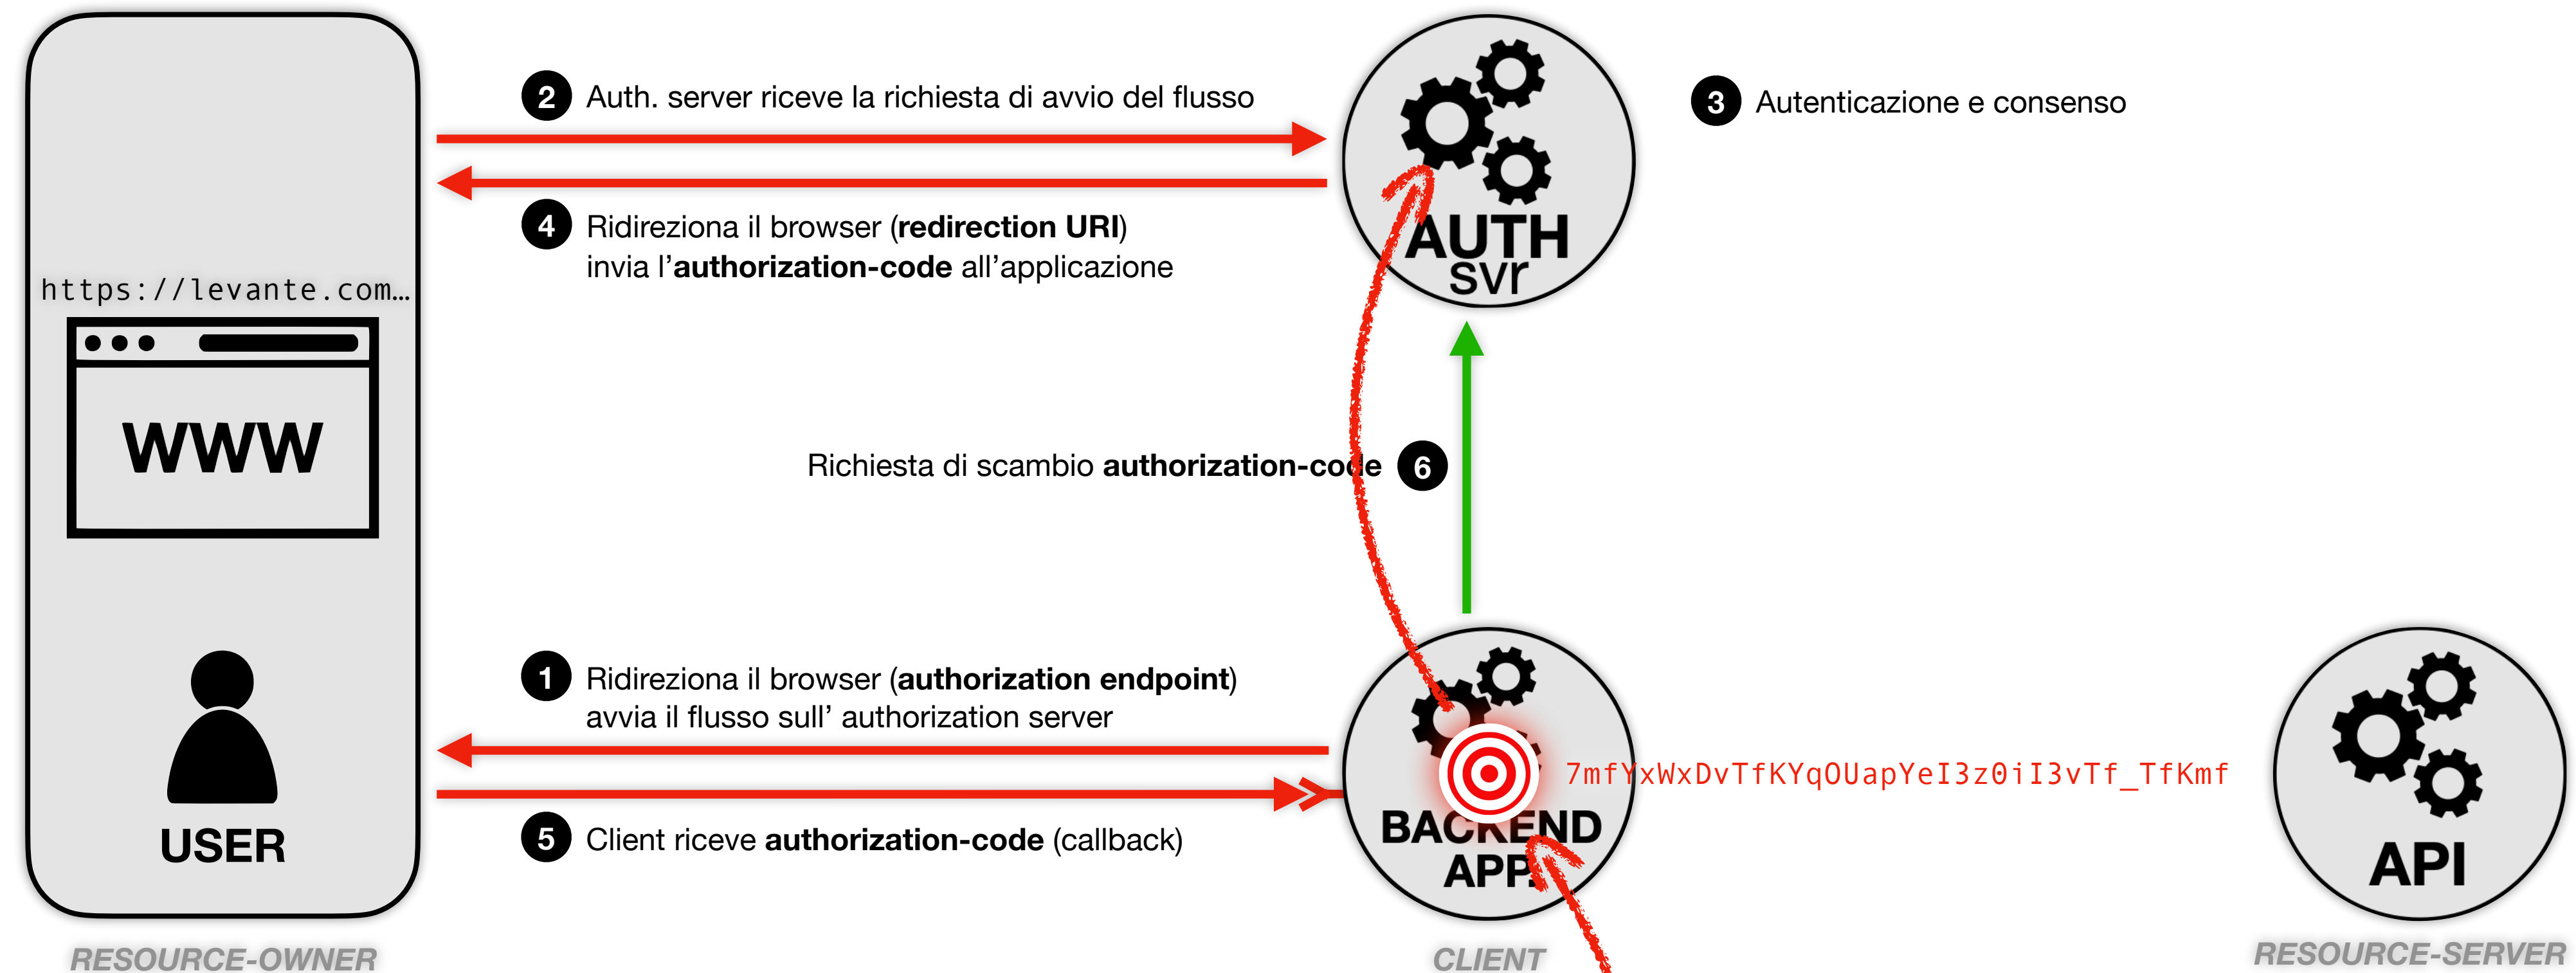 2 Auth. server riceve la richiesta di avvio del flusso
3 Autenticazione e consenso
4 Ridireziona il browser (redirection URI)
invia l’authorization-code all’applicazione
AUTH
svr
https://levante.com…
WWW
Richiesta di scambio authorization-code 6
1 Ridireziona il browser (authorization endpoint)
avvia il flusso sull’ authorization server
7mfYxWxDvTfKYqOUapYeI3z0iI3vTf_TfKmf
5 Client riceve authorization-code (callback)
USER
BACKEND
APP.
API
RESOURCE-OWNER
CLIENT
RESOURCE-SERVER